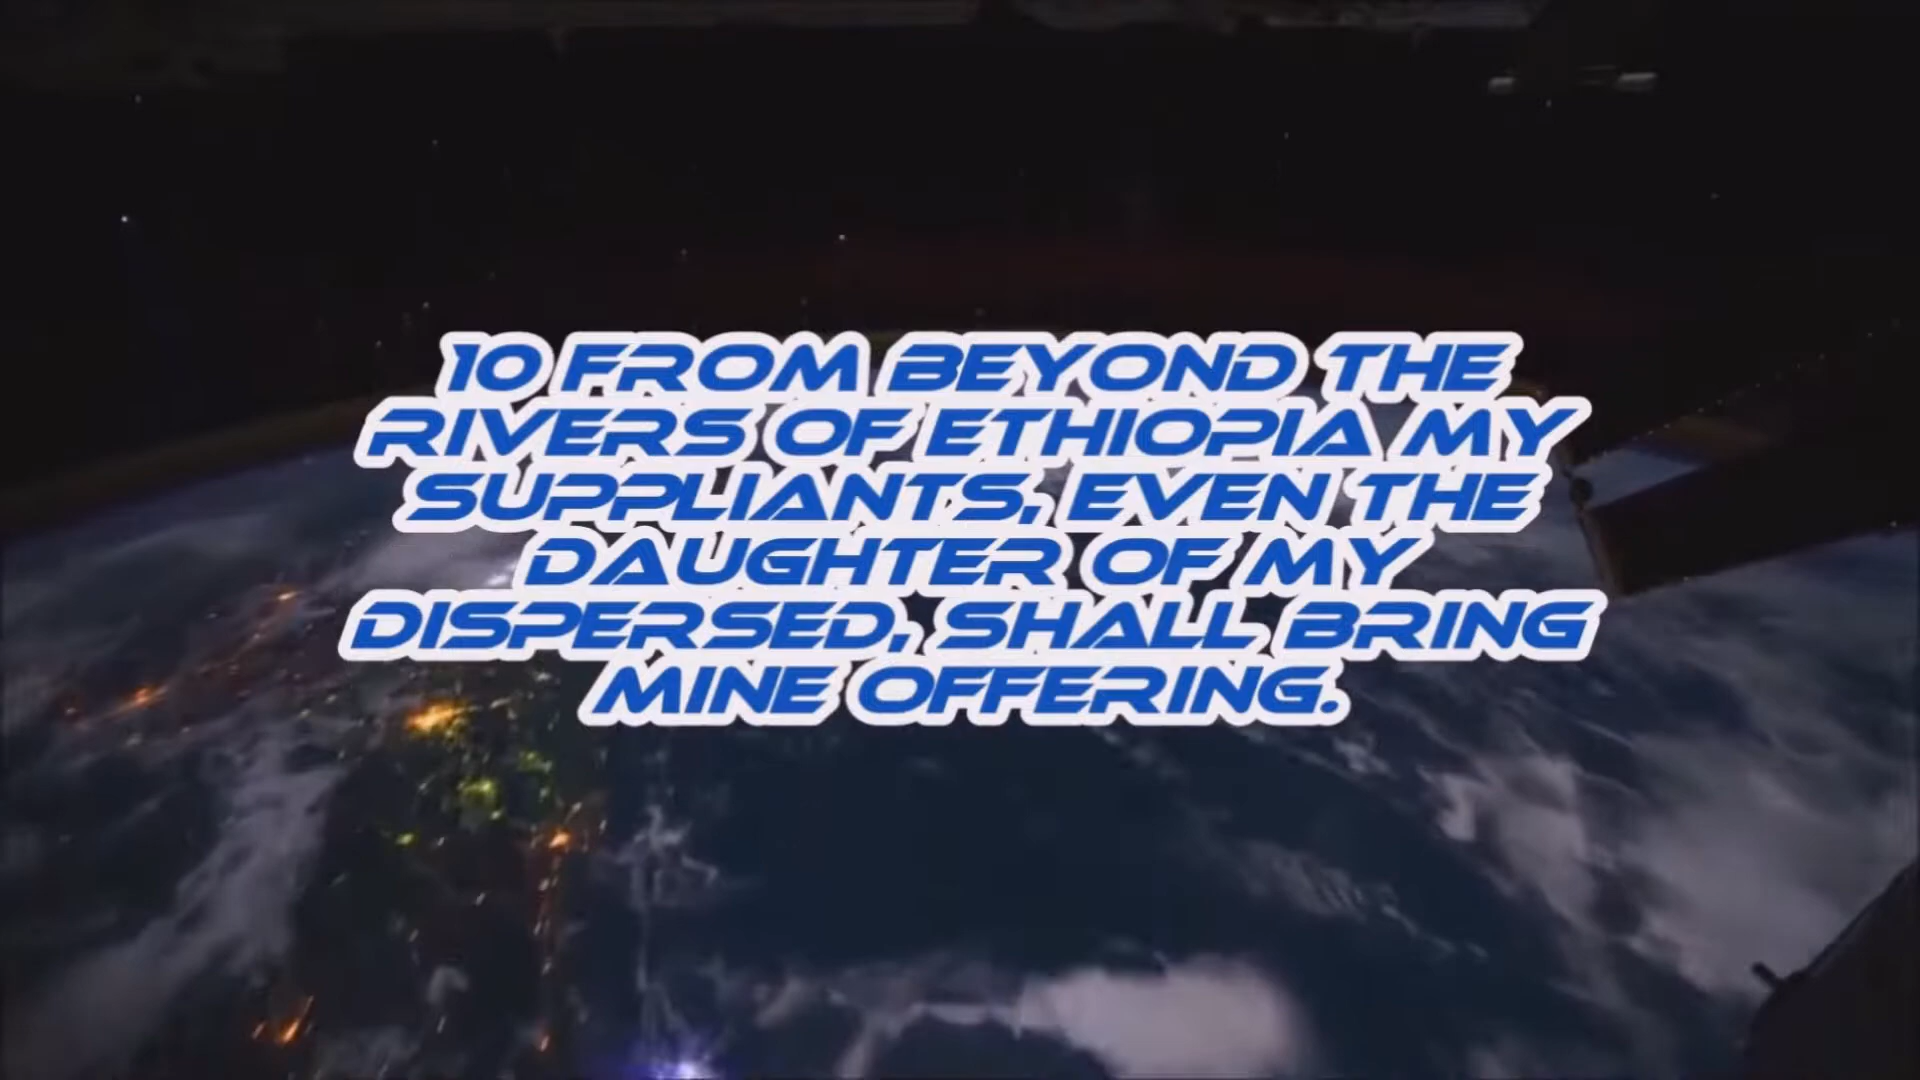 10 FROM BEYOND THE
RIVERS OF ETHIOPIA MY
SUPPLIANTS, EVEN THE
DAUGHTER OF MY
DISPERSED, SHALL BRING
MINE OFFERING.